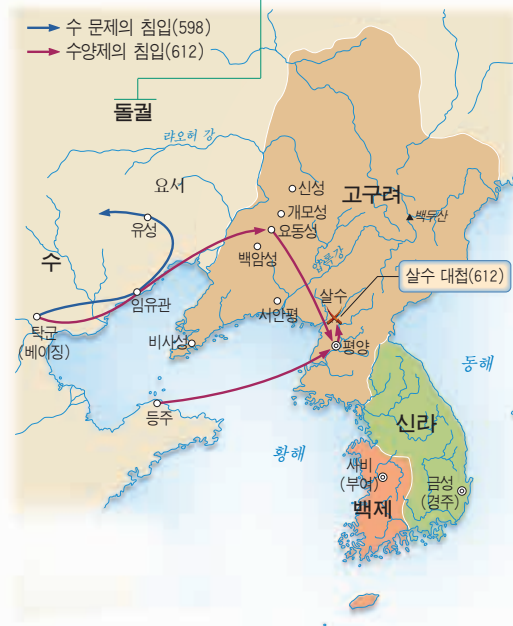 수 문제의 침입(598)
수양제의 침입(612)
돌궐
랴오허 강
요서
신성
고구려
개모성
백두산
유성
요동성
수
백암성
압록강
살수 대첩(612)
임유관
살수
서안평
탁군
(베이징)
비사성
평양
동해
등주
신라
황해
사비
(부여)
금성
(경주)
백제